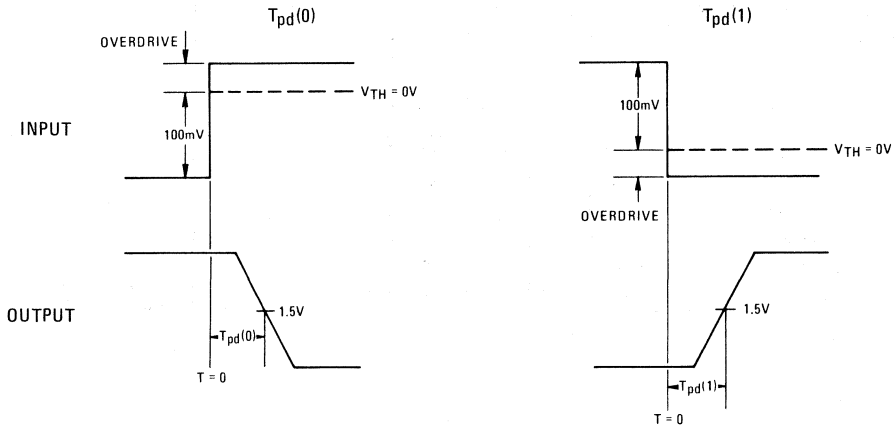 Tpd(0)
Tpd(1)
OVERDRIVE
VTH = 0V
100mV
INPUT
100mV
VTH = 0V
OVERDRIVE
OUTPUT
1.5V
Tpd(0)
T = 0
1.5V
Tpd(1)
T = 0